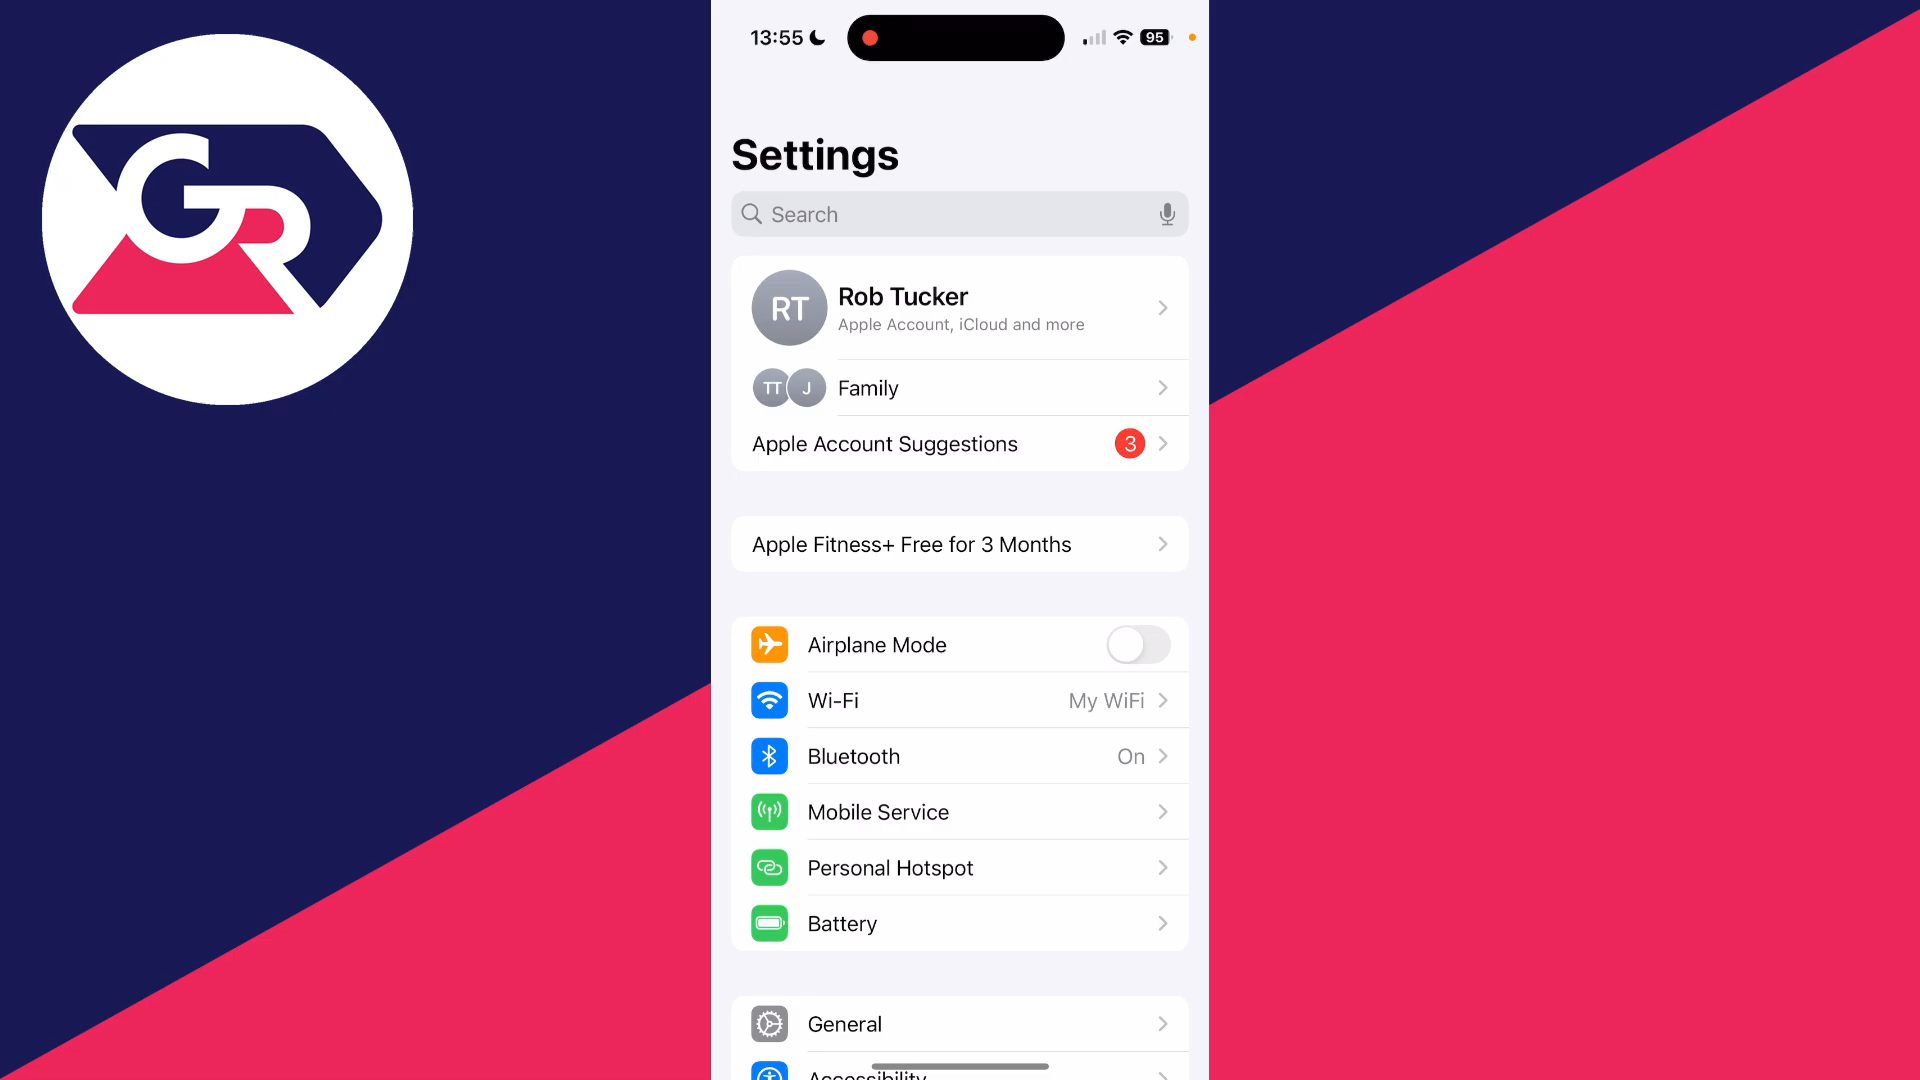 GR
13:55
95
Settings
Search
RT
Rob Tucker
Apple Account, iCloud and more
TT J Family
Apple Account Suggestions 3
Apple Fitness+ Free for 3 Months
Airplane Mode
Wi-Fi My WiFi
Bluetooth On
Mobile Service
Personal Hotspot
Battery
General
Accessibility